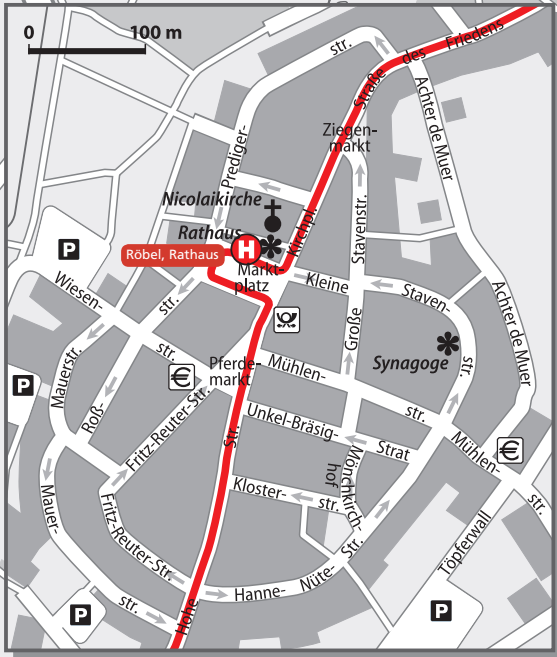 0 100 m
str.
Straße des Friedens
Achter de Muer
Ziegen-
markt
Prediger-
Nicolaikirche
Rathaus
H
Röbel, Rathaus
Kirchpl.
Stavenstr.
Große
Markt-
platz
Kleine Staven-
str.
P
Wiesen-
str.
str.
Achter de Muer
Synagoge
Mauerstr.
Pferde-
markt
Mühlen-
str.
Mühlen-
str.
€
P
Roß-
Fritz-Reuter-Str.
Unkel-Bräsig-
Strat
€
Str.
Kloster-
str.
Mönchkirch-
hof
Mauer-
str.
Fritz-Reuter-Str.
Hanne- Nüte- Str.
Töpferwall
P
P
Hohe